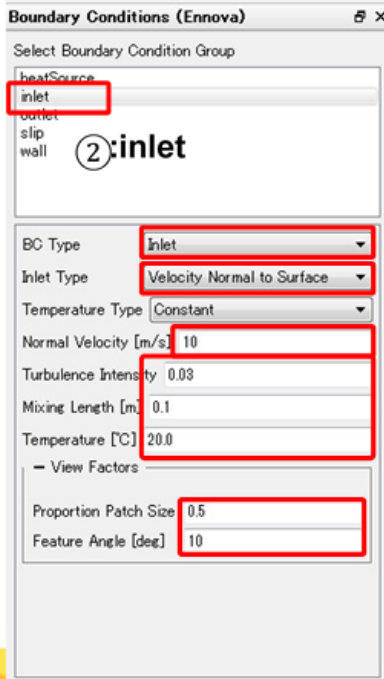 Boundary Conditions (Ennova)
Select Boundary Condition Group
heatSource
inlet
outlet
slip
wall
②:inlet
BC Type Inlet
Inlet Type Velocity Normal to Surface
Temperature Type Constant
Normal Velocity [m/s] 10
Turbulence Intensity 0.03
Mixing Length [m] 0.1
Temperature [℃] 20.0
View Factors
Proportion Patch Size 0.5
Feature Angle [deg] 10